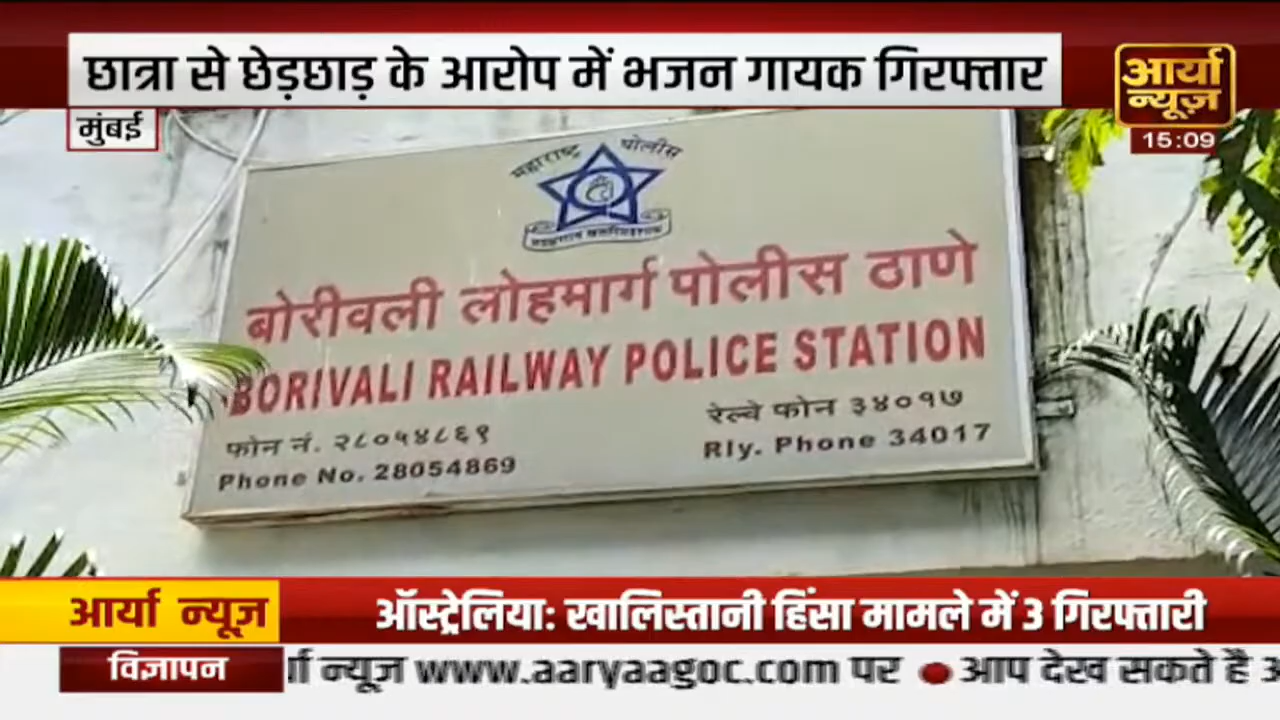 छात्रा से छेड़छाड़ के आरोप में भजन गायक गिरफ्तार
आर्या
न्यूज़
15:09
मुंबई
महाराष्ट्र पोलीस
बोरीवली लोहमार्ग पोलीस ठाणे
BORIVALI RAILWAY POLICE STATION
फोन नं. २८०५४८६९
रेल्वे फोन ३४०१७
Phone No. 28054869
Rly. Phone 34017
आर्या न्यूज़
ऑस्ट्रेलिया: खालिस्तानी हिंसा मामले में 3 गिरफ्तारी
विज्ञापन
न्यूज www.aaryaagoc.com पर ● आप देख सकते है